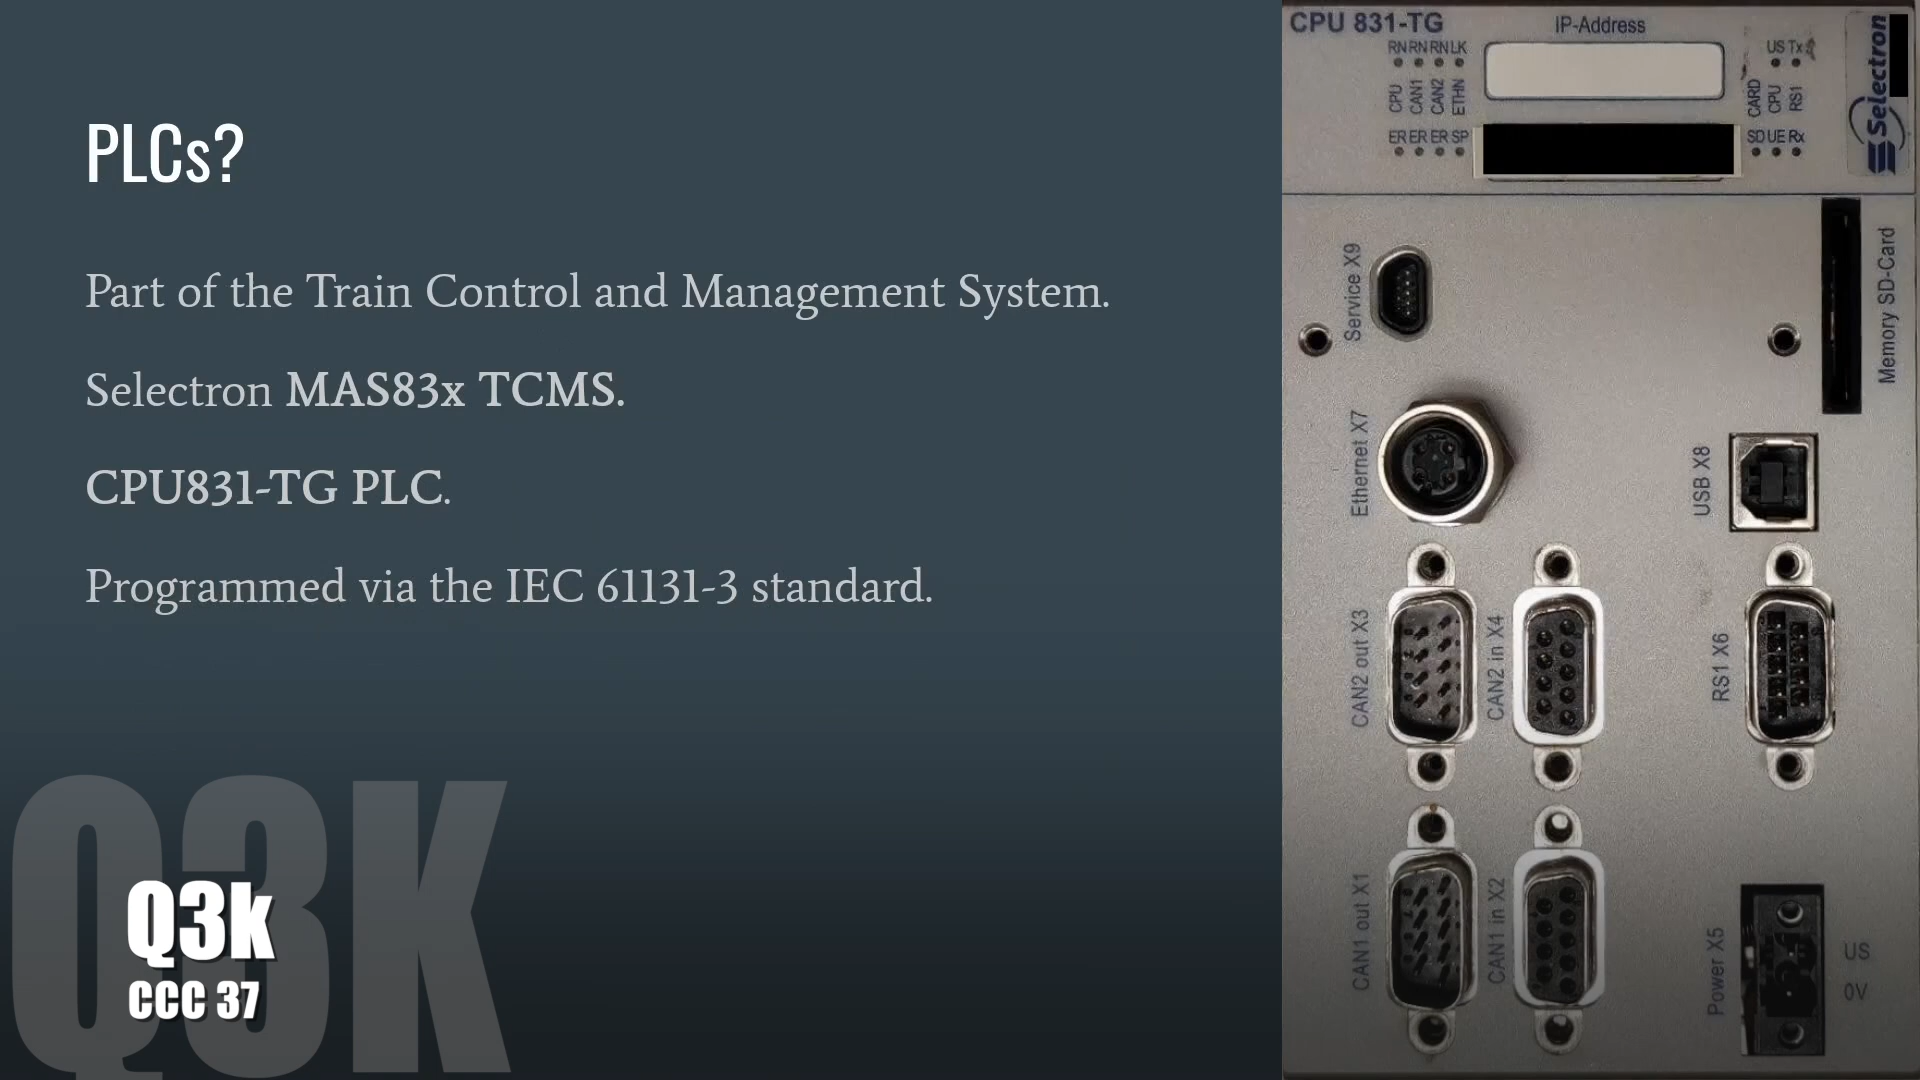 PLCs?
Part of the Train Control and Management System.
Selectron MAS83x TCMS.
CPU831-TG PLC.
Programmed via the IEC 61131-3 standard.
Q3K
Q3k
CCC 37
CPU 831-TG
IP-Address
RN RN RN LK
US Tx
CPU
CAN1
CAN2
ETHN
CARD
CPU
RS1
ER ER ER SP
SD UE Rx
Selectron
Service X9
Memory SD-Card
Ethernet X7
USB X8
CAN2 out X3
CAN2 in X4
RS1 X6
CAN1 out X1
CAN1 in X2
Power X5
US
0V